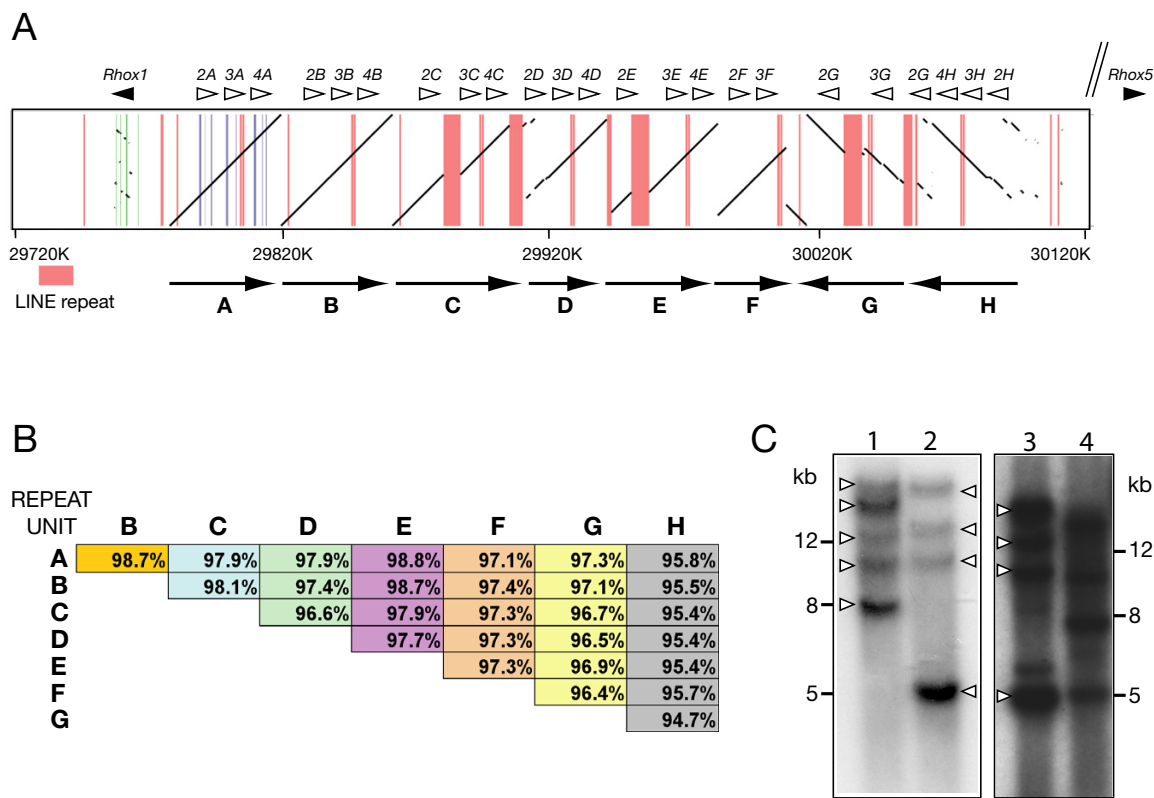 A
Rhox1 2A 3A 4A 2B 3B 4B 2C 3C 4C 2D 3D 4D 2E 3E 4E 2F 3F 2G 3G 2G 4H 3H 2H Rhox5
29720K 29820K 29920K 30020K 30120K
LINE repeat
A B C D E F G H
B
REPEAT
UNIT B C D E F G H
A 98.7% 97.9% 97.9% 98.8% 97.1% 97.3% 95.8%
B 98.1% 97.4% 98.7% 97.4% 97.1% 95.5%
C 96.6% 97.9% 97.3% 96.7% 95.4%
D 97.7% 97.3% 96.5% 95.4%
E 97.3% 96.9% 95.4%
F 96.4% 95.7%
G 94.7%
C
1 2 3 4
kb kb
12 12
8 8
5 5